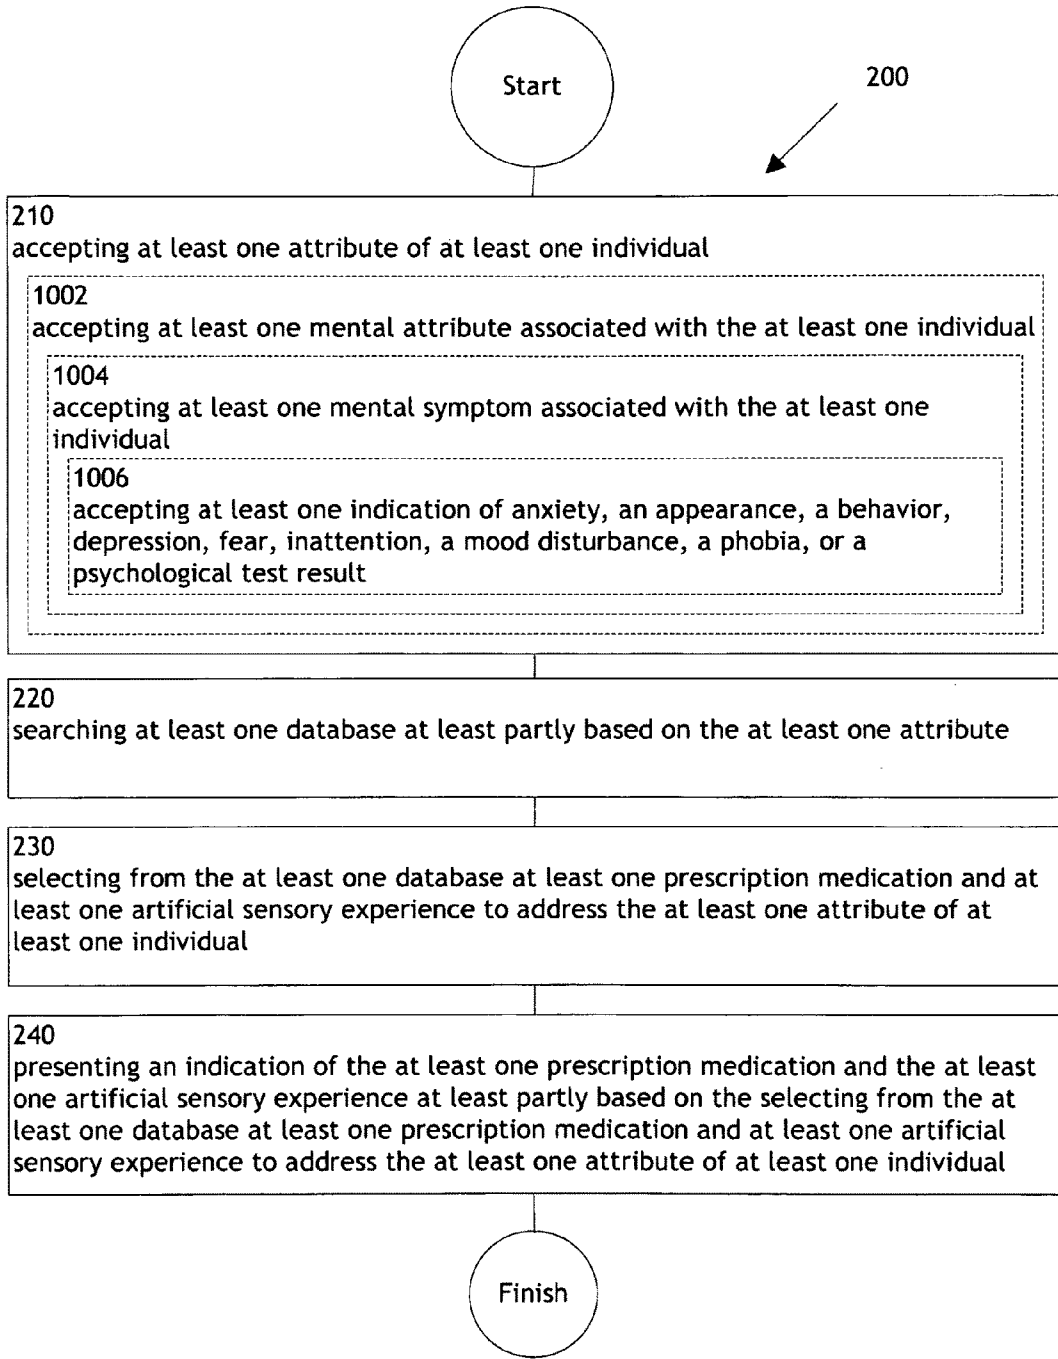 Start
200
210
accepting at least one attribute of at least one individual
1002
accepting at least one mental attribute associated with the at least one individual
1004
accepting at least one mental symptom associated with the at least one
individual
1006
accepting at least one indication of anxiety, an appearance, a behavior,
depression, fear, inattention, a mood disturbance, a phobia, or a
psychological test result
220
searching at least one database at least partly based on the at least one attribute
230
selecting from the at least one database at least one prescription medication and at
least one artificial sensory experience to address the at least one attribute of at
least one individual
240
presenting an indication of the at least one prescription medication and the at least
one artificial sensory experience at least partly based on the selecting from the at
least one database at least one prescription medication and at least one artificial
sensory experience to address the at least one attribute of at least one individual
Finish